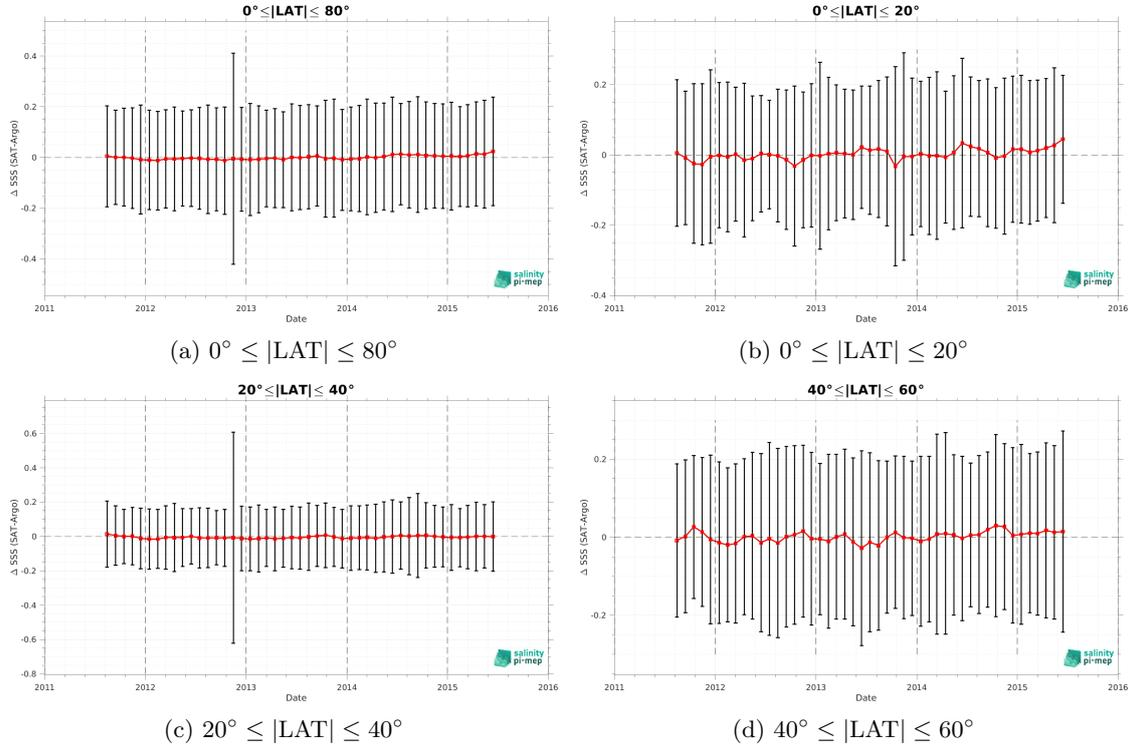 0°≤|LAT|≤ 80°
0.4
0.2
0
-0.2
-0.4
Δ SSS (SAT-Argo)
2011 2012 2013 2014 2015 2016
Date
salinity
pi-mep
(a) 0° ≤ |LAT| ≤ 80°
0°≤|LAT|≤ 20°
0.2
0
-0.2
-0.4
Δ SSS (SAT-Argo)
2011 2012 2013 2014 2015 2016
Date
salinity
pi-mep
(b) 0° ≤ |LAT| ≤ 20°
20°≤|LAT|≤ 40°
0.6
0.4
0.2
0
-0.2
-0.4
-0.6
-0.8
Δ SSS (SAT-Argo)
2011 2012 2013 2014 2015 2016
Date
salinity
pi-mep
(c) 20° ≤ |LAT| ≤ 40°
40°≤|LAT|≤ 60°
0.2
0
-0.2
Δ SSS (SAT-Argo)
2011 2012 2013 2014 2015 2016
Date
salinity
pi-mep
(d) 40° ≤ |LAT| ≤ 60°